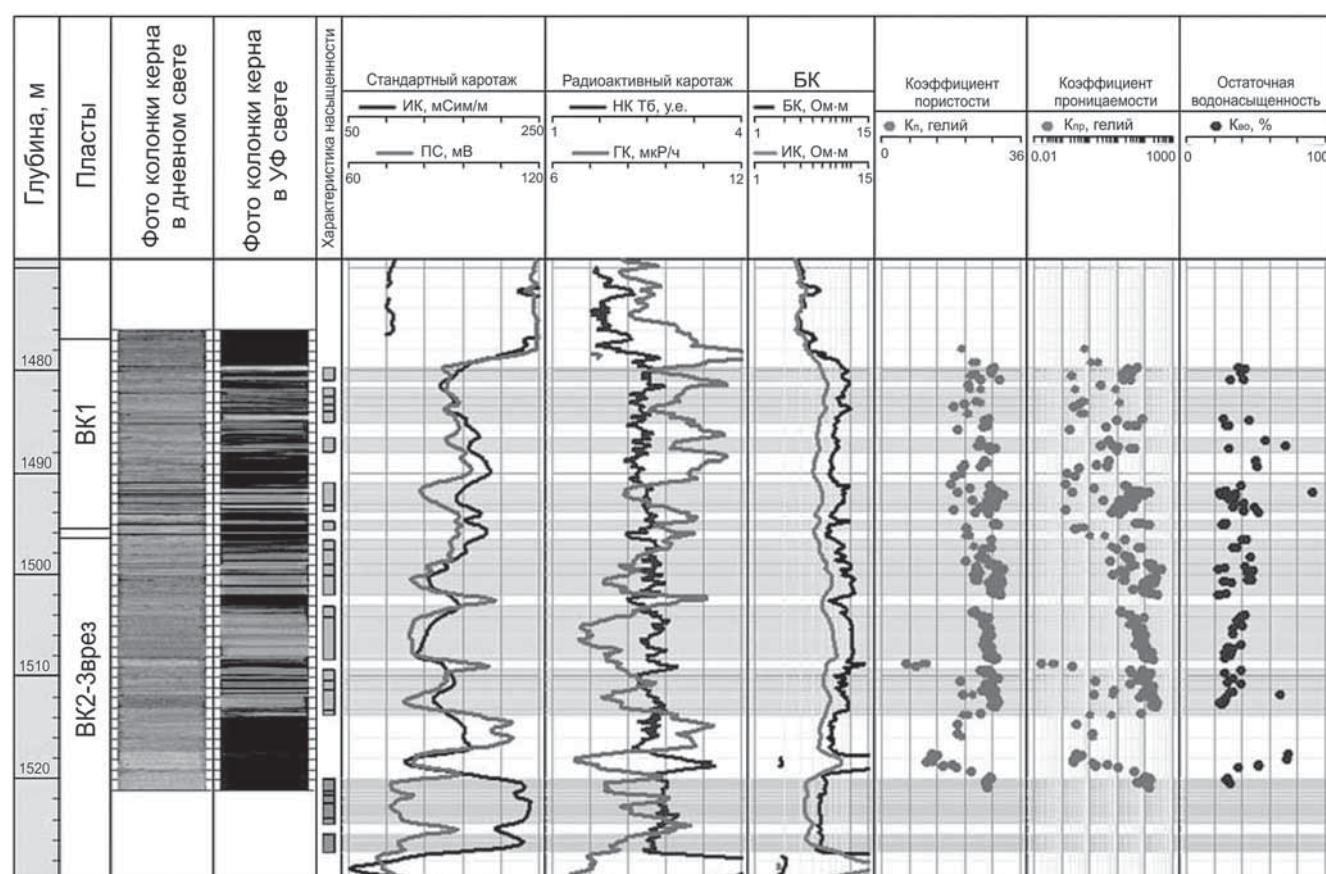 Глубина, м
Пласты
Фото колонки керна
в дневном свете
Фото колонки керна
в УФ свете
Характеристика насыщенности
Стандартный каротаж
ИК, мСим/м
50 250
ПС, мВ
60 120
Радиоактивный каротаж
НК Тб, у.е.
1 4
ГК, мкР/ч
6 12
БК
БК, Ом·м
1 15
ИК, Ом·м
1 15
Коэффициент
пористости
Kп, гелий
0 36
Коэффициент
проницаемости
Kпр, гелий
0.01 1000
Остаточная
водонасыщенность
Kво, %
0 100
1480
1490
1500
1510
1520
ВК1
ВК2-3врез